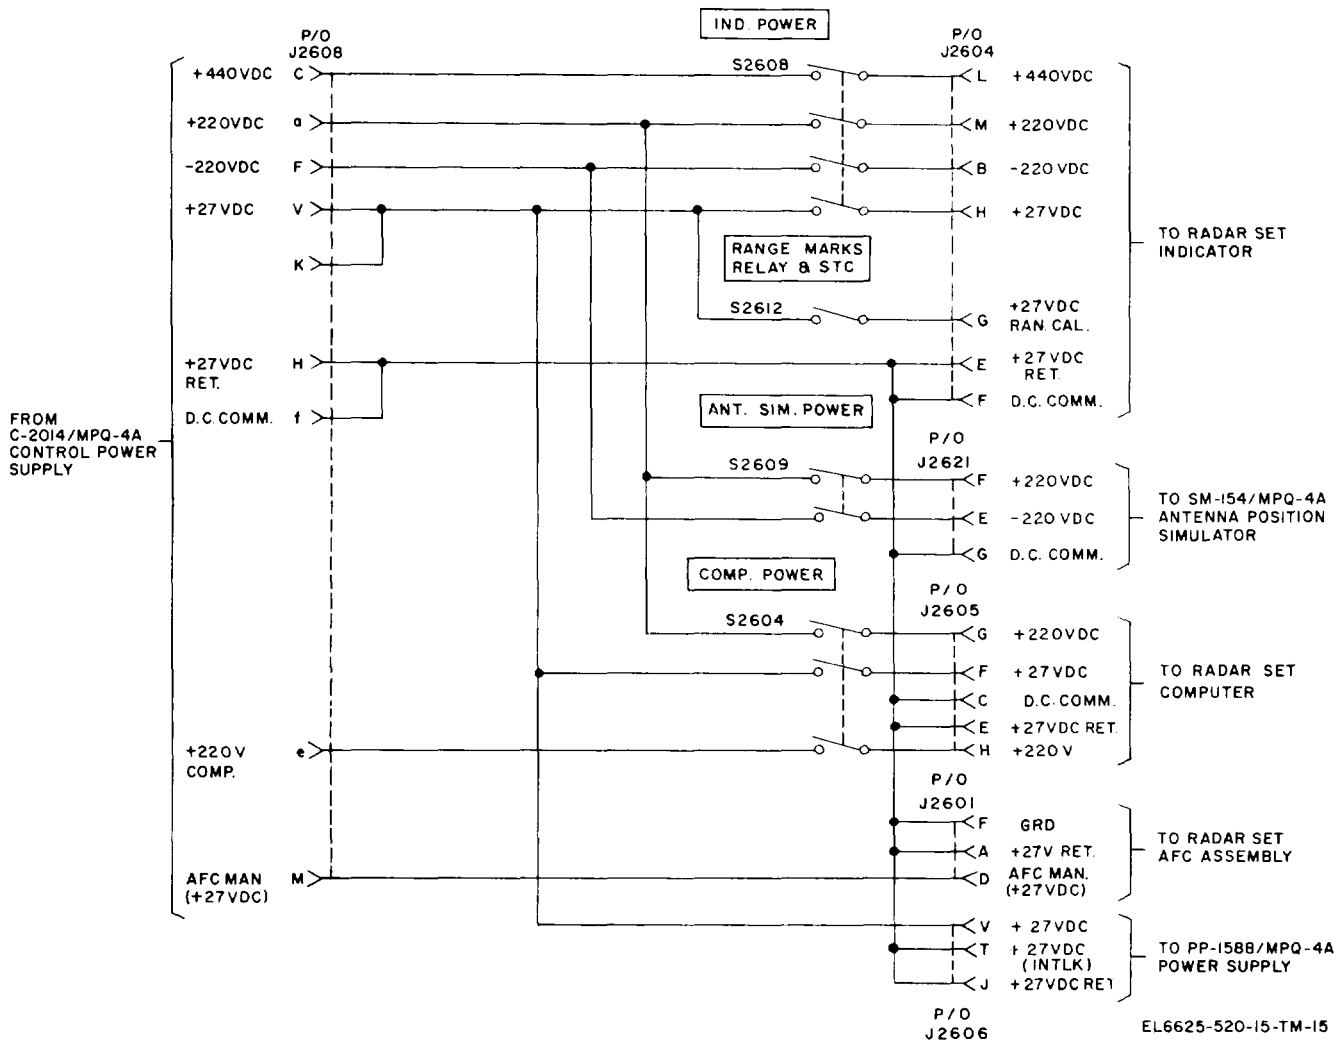 IND. POWER
P/O
J2608
P/O
J2604
+440VDC C
S2608
L +440VDC
+220VDC a
M +220VDC
-220VDC F
B -220VDC
+27VDC V
H +27VDC
K
RANGE MARKS
RELAY & STC
TO RADAR SET
INDICATOR
S2612
G +27VDC
RAN. CAL.
+27VDC H
RET.
E +27VDC
RET.
D.C. COMM. f
F D.C. COMM.
FROM
C-2014/MPQ-4A
CONTROL POWER
SUPPLY
ANT. SIM. POWER
P/O
J2621
S2609
F +220VDC
E -220VDC
G D.C. COMM.
TO SM-154/MPQ-4A
ANTENNA POSITION
SIMULATOR
COMP. POWER
P/O
J2605
S2604
G +220VDC
F +27VDC
C D.C. COMM.
E +27VDC RET.
+220V e
COMP.
H +220V
TO RADAR SET
COMPUTER
P/O
J2601
F GRD
A +27V RET.
AFC MAN M
(+27VDC)
D AFC MAN.
(+27VDC)
TO RADAR SET
AFC ASSEMBLY
V +27VDC
T +27VDC
(INTLK)
J +27VDC RET
TO PP-1588/MPQ-4A
POWER SUPPLY
P/O
J2606
EL6625-520-15-TM-15